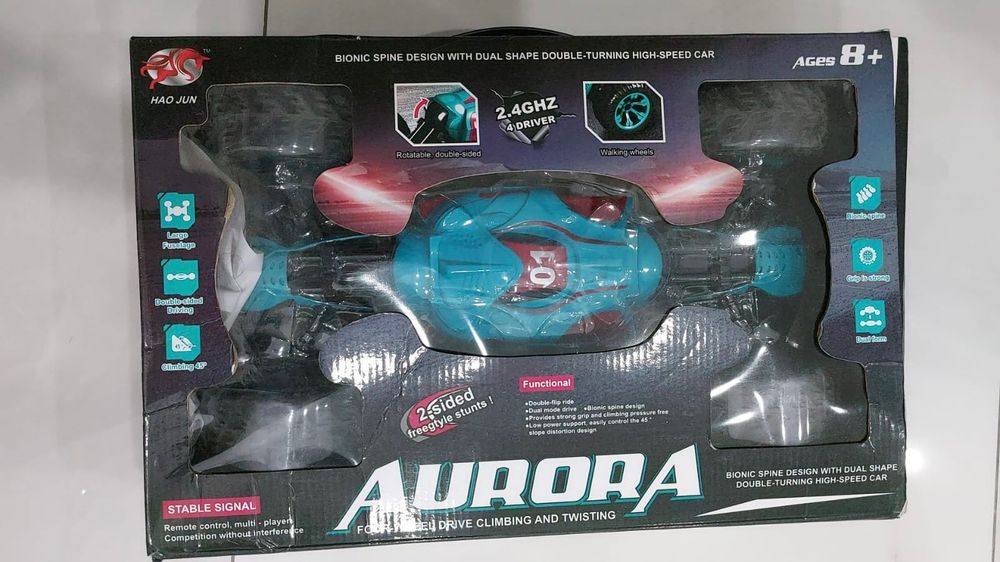 BIONIC SPINE DESIGN WITH DUAL SHAPE DOUBLE-TURNING HIGH-SPEED CAR
AGES 8+
TM
HAO JUN
2.4GHZ
4 DRIVER
Rotatable, double-sided
Walking wheels
Large
Fuselage
Double-sided
Driving
Climbing 45°
Bionic spine
Grip is strong
Dual form
01
2-sided
freegtyle stunts !
Functional
•Double-flip ride
•Dual mode drive •Bionic spine design
•Provides strong grip and climbing pressure free
•Low power support, easily control the 45°
slope distortion design
AURORA
FOUR-WHEEL DRIVE CLIMBING AND TWISTING
BIONIC SPINE DESIGN WITH DUAL SHAPE
DOUBLE-TURNING HIGH-SPEED CAR
STABLE SIGNAL
Remote control, multi - player
Competition without interference